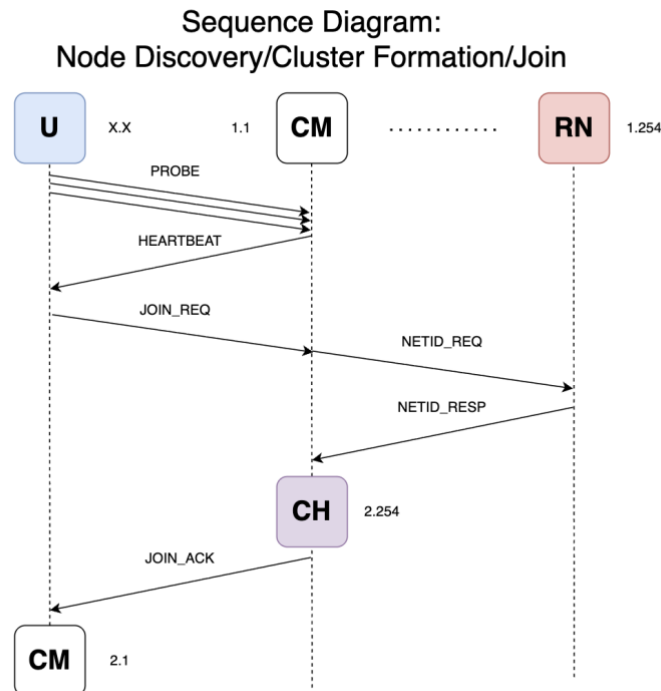 Sequence Diagram:
Node Discovery/Cluster Formation/Join
U X.X 1.1 CM ............ RN 1.254
PROBE
HEARTBEAT
JOIN_REQ
NETID_REQ
NETID_RESP
CH 2.254
JOIN_ACK
CM 2.1